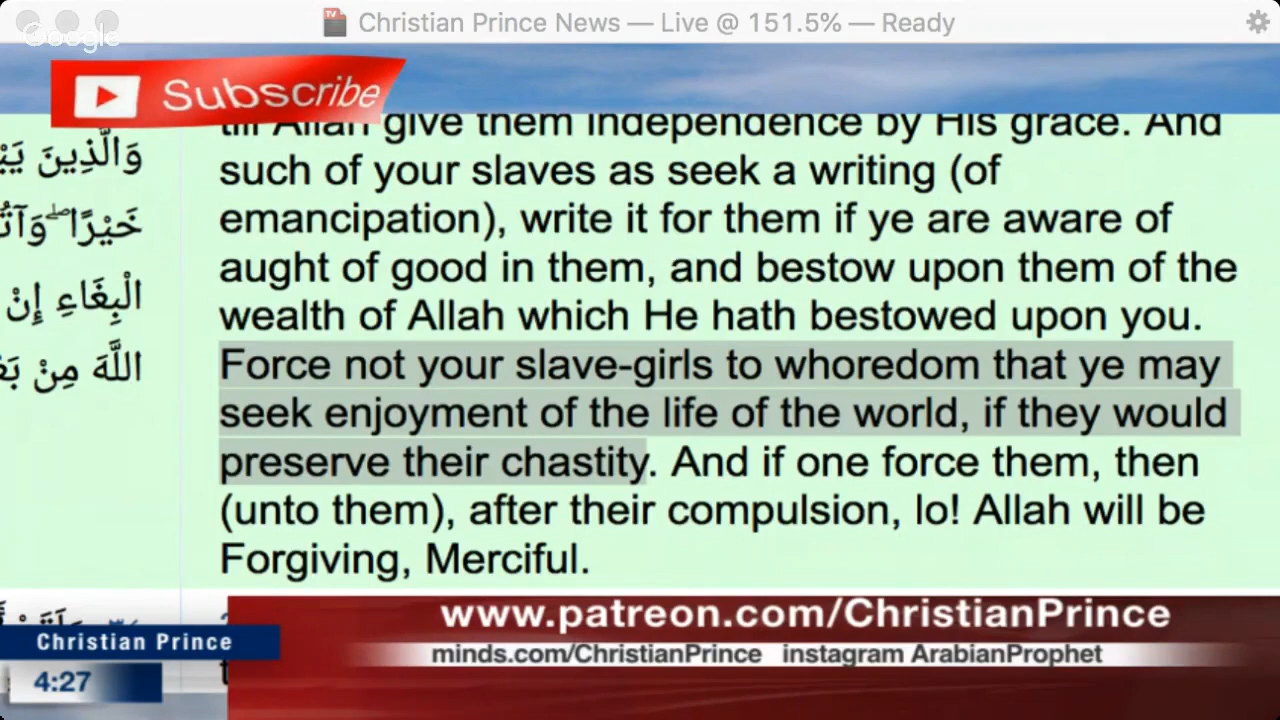 Christian Prince News — Live @ 151.5% — Ready
Google
Subscribe
till Allah give them independence by His grace. And
such of your slaves as seek a writing (of
emancipation), write it for them if ye are aware of
aught of good in them, and bestow upon them of the
wealth of Allah which He hath bestowed upon you.
Force not your slave-girls to whoredom that ye may
seek enjoyment of the life of the world, if they would
preserve their chastity. And if one force them, then
(unto them), after their compulsion, lo! Allah will be
Forgiving, Merciful.
وَالَّذِينَ
خَيْرًا ۖ
الْبِغَاءِ إِنْ
اللَّهَ مِنْ
www.patreon.com/ChristianPrince
minds.com/ChristianPrince instagram ArabianProphet
Christian Prince
4:27